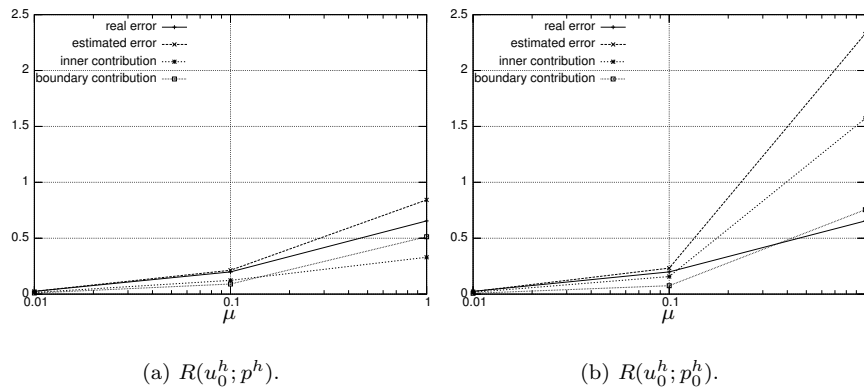 2.5
2
1.5
1
0.5
0
0.01
0.1
1
μ
real error
estimated error
inner contribution
boundary contribution
(a) R(u_0^h; p^h).
2.5
2
1.5
1
0.5
0
0.01
0.1
μ
real error
estimated error
inner contribution
boundary contribution
(b) R(u_0^h; p_0^h).